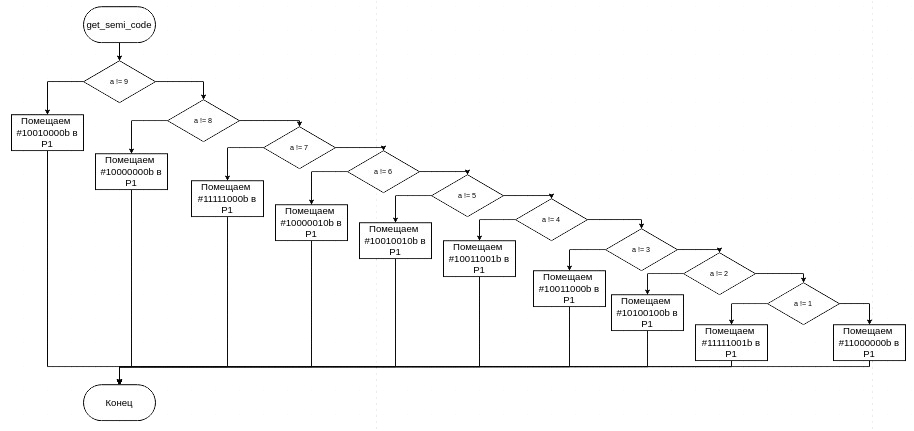 get_semi_code
a != 9
Помещаем
#10010000b в
P1
a != 8
Помещаем
#10000000b в
P1
a != 7
Помещаем
#11111000b в
P1
a != 6
Помещаем
#10000010b в
P1
a != 5
Помещаем
#10010010b в
P1
a != 4
Помещаем
#10011001b в
P1
a != 3
Помещаем
#10011000b в
P1
a != 2
Помещаем
#10100100b в
P1
a != 1
Помещаем
#11111001b в
P1
Помещаем
#11000000b в
P1
Конец